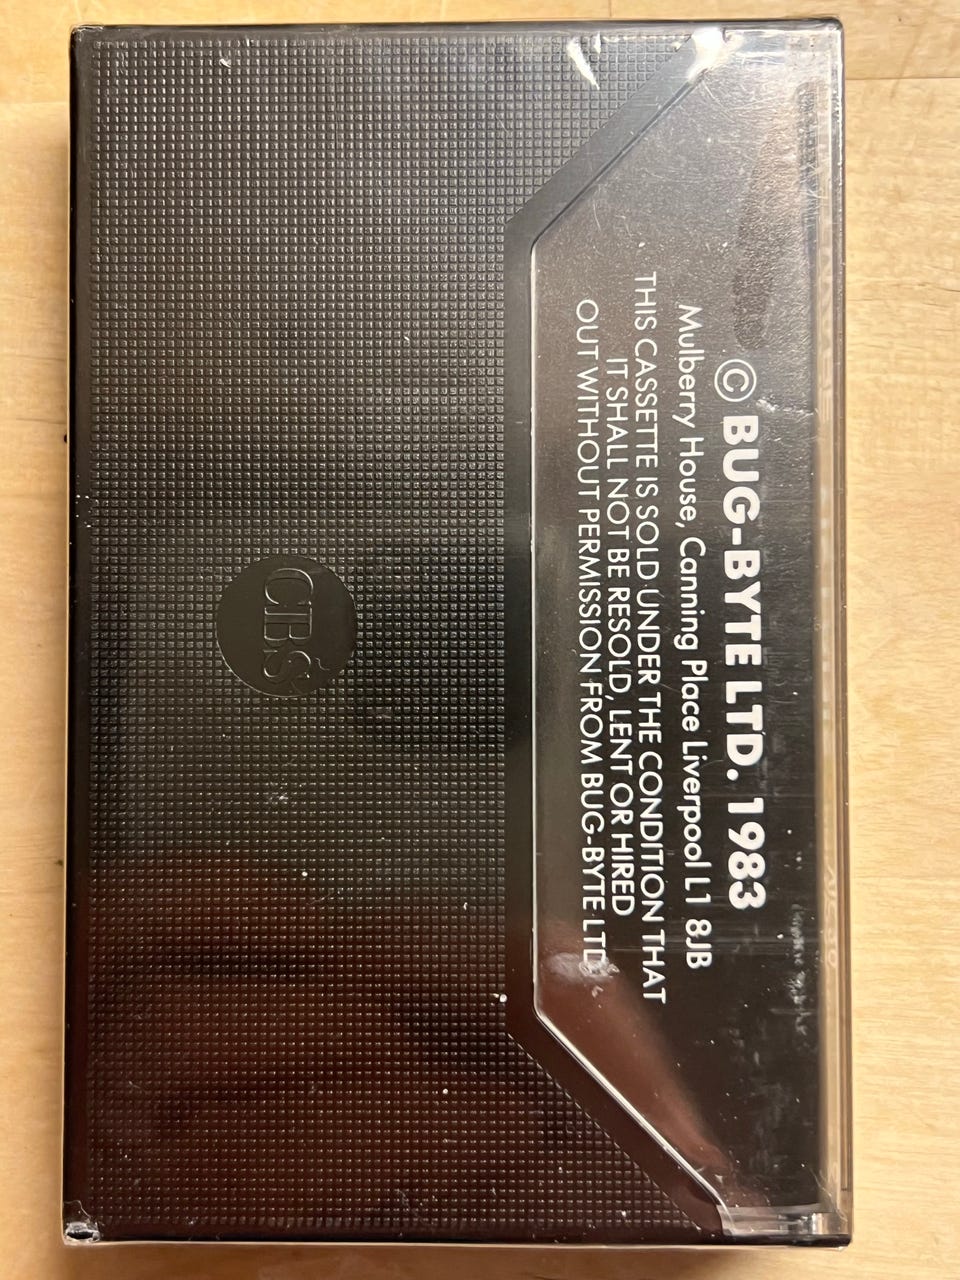 © BUG-BYTE LTD. 1983
Mulberry House, Canning Place Liverpool L1 8JB
THIS CASSETTE IS SOLD UNDER THE CONDITION THAT
IT SHALL NOT BE RESOLD, LENT OR HIRED
OUT WITHOUT PERMISSION FROM BUG-BYTE LTD
CBS